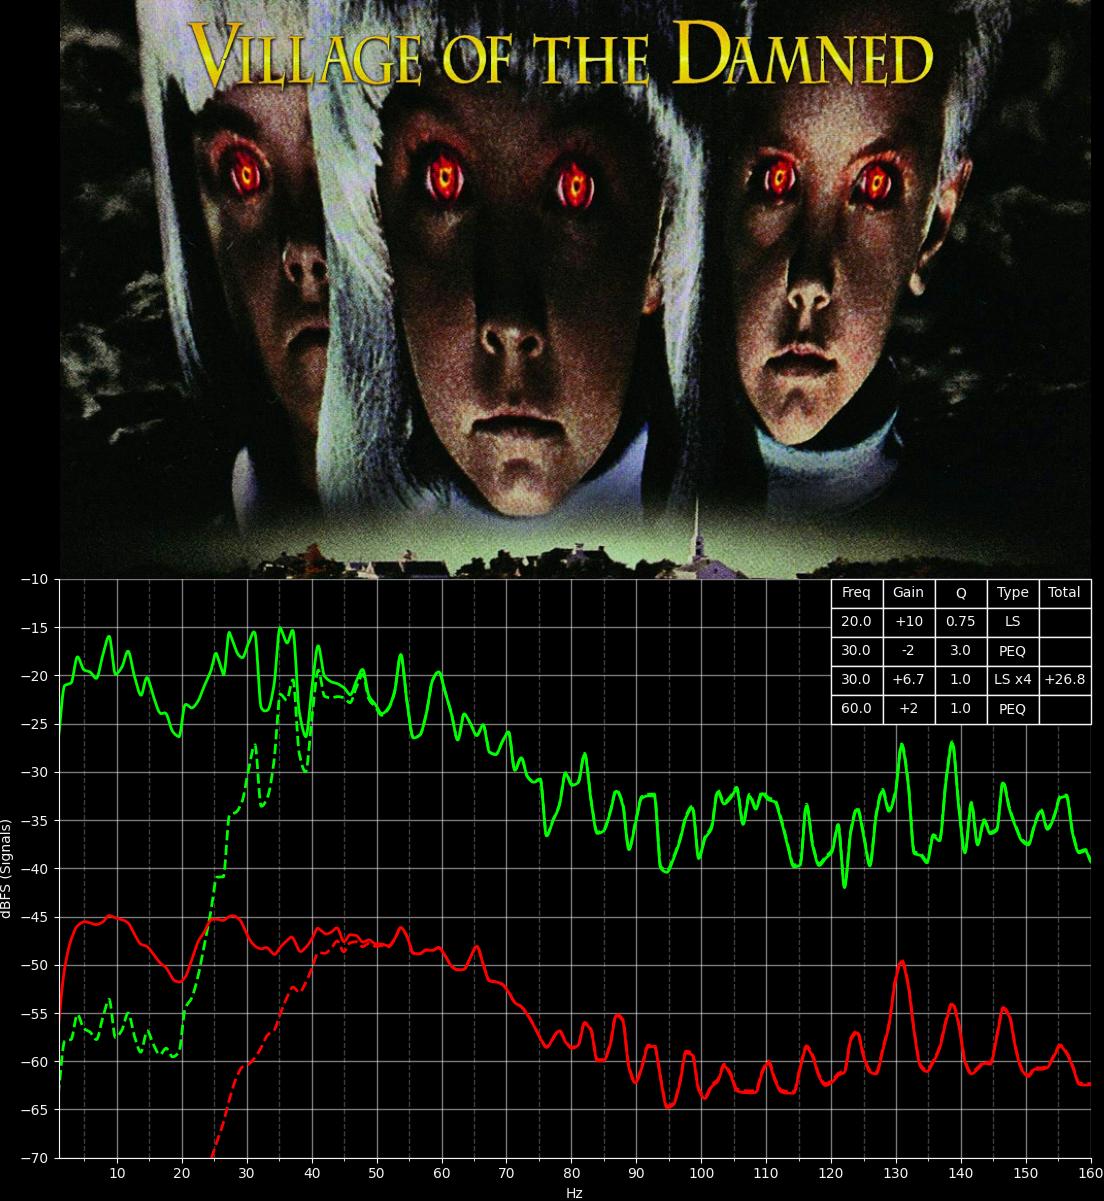 VILLAGE OF THE DAMNED
Freq Gain Q Type Total
20.0 +10 0.75 LS
30.0 -2 3.0 PEQ
30.0 +6.7 1.0 LS x4 +26.8
60.0 +2 1.0 PEQ
dBFS (Signals)
−10
−15
−20
−25
−30
−35
−40
−45
−50
−55
−60
−65
−70
10 20 30 40 50 60 70 80 90 100 110 120 130 140 150 160
Hz